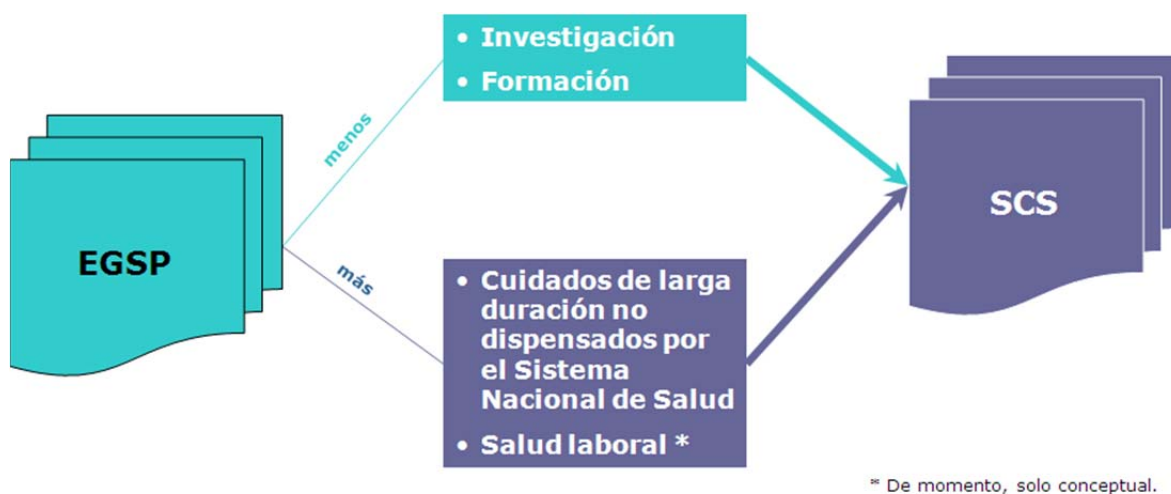 • Investigación
• Formación
menos
EGSP
SCS
más
• Cuidados de larga
duración no
dispensados por
el Sistema
Nacional de Salud
• Salud laboral *
* De momento, solo conceptual.